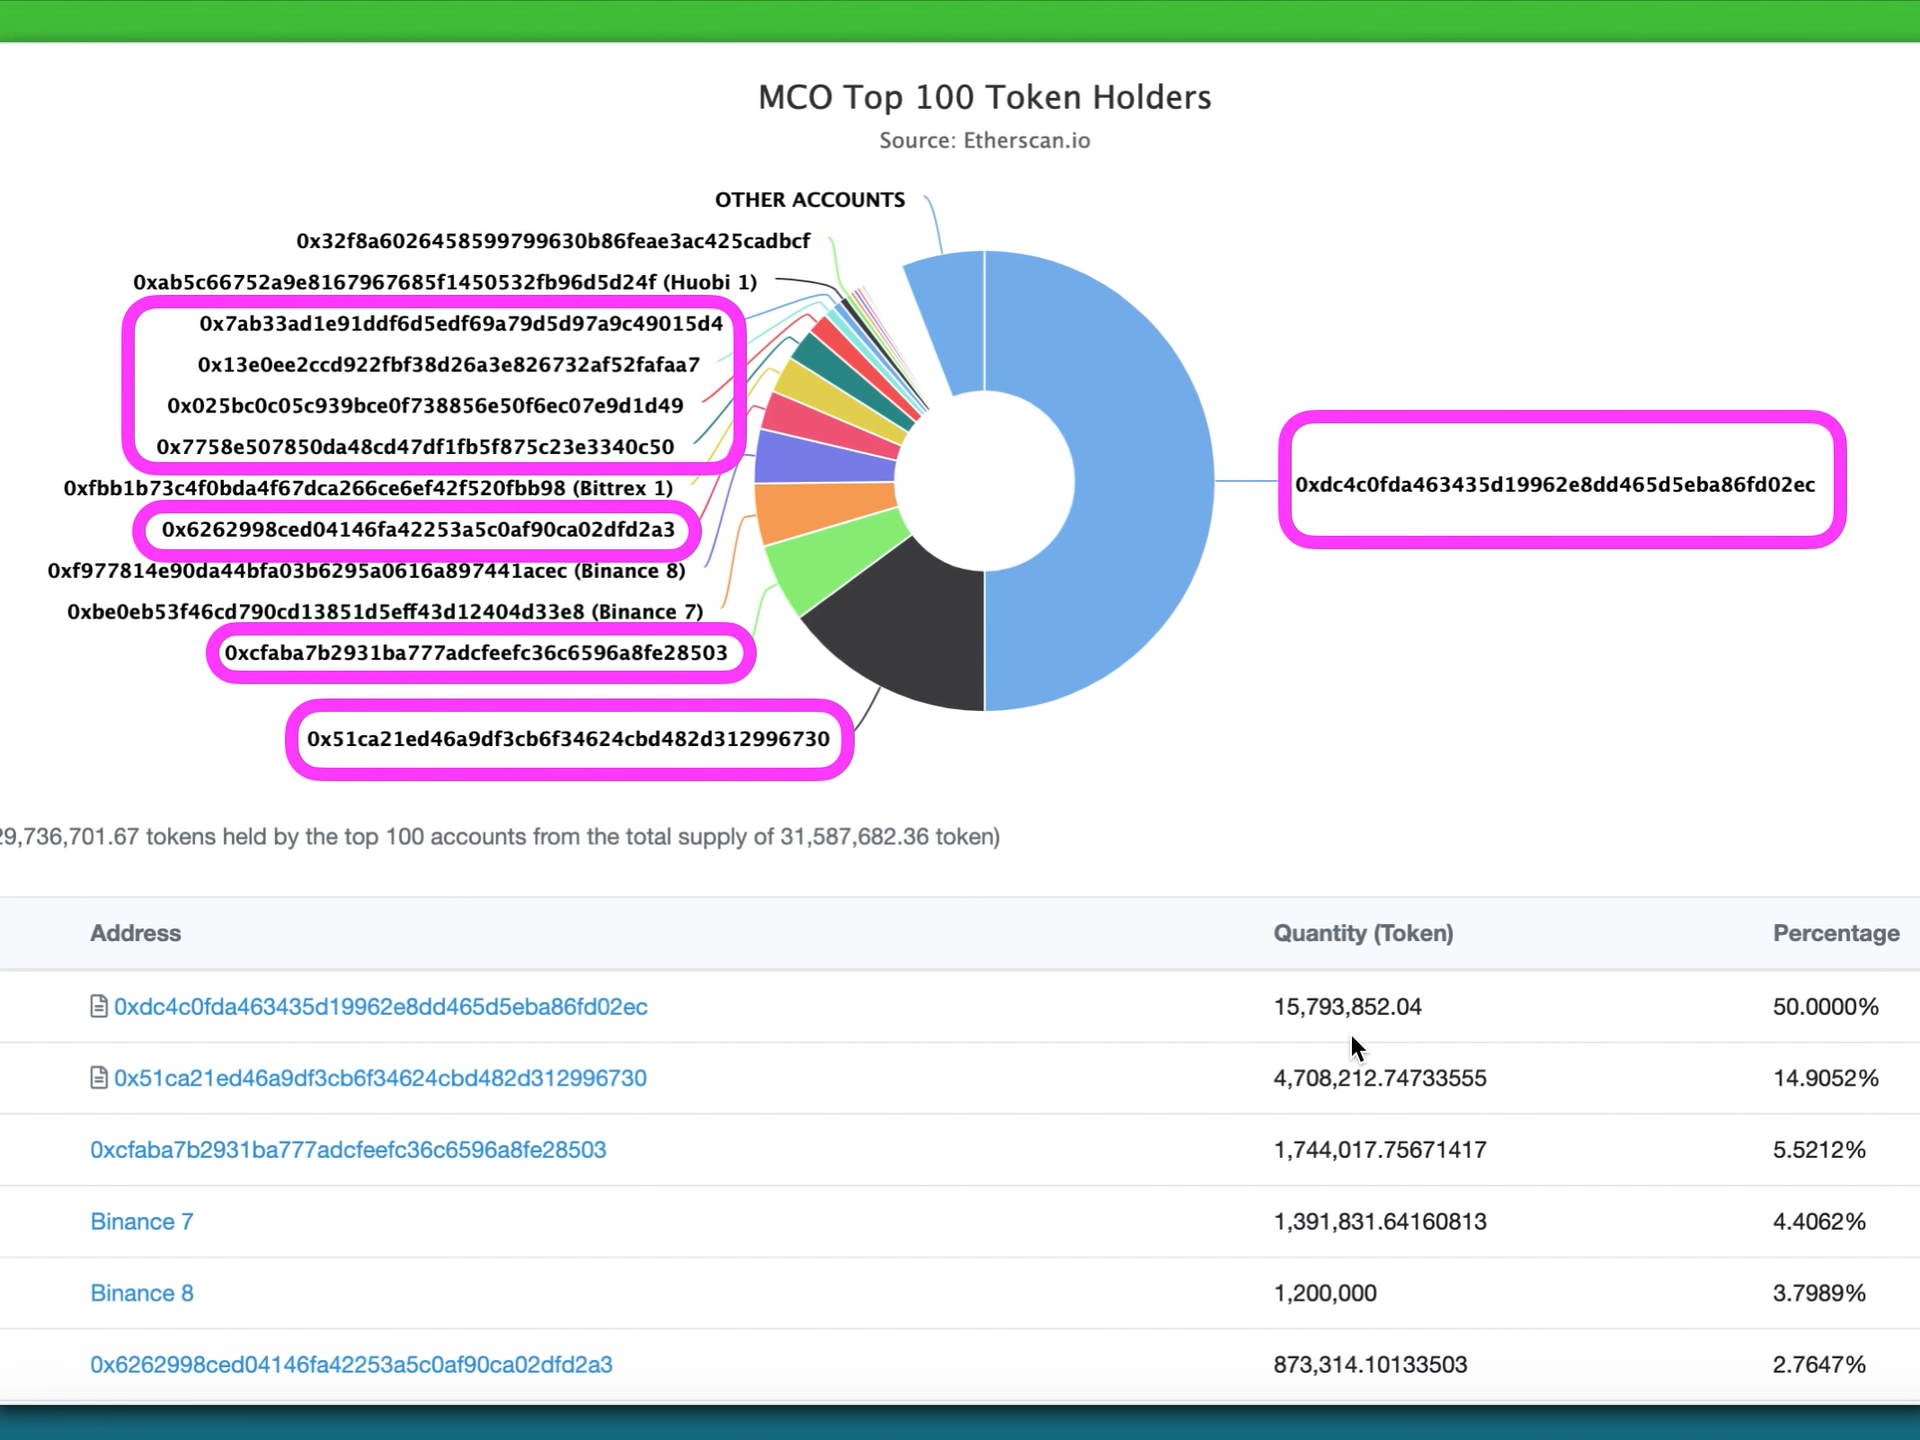 MCO Top 100 Token Holders
Source: Etherscan.io
OTHER ACCOUNTS
0x32f8a6026458599799630b86feae3ac425cadbcf
0xab5c66752a9e8167967685f1450532fb96d5d24f (Huobi 1)
0x7ab33ad1e91ddf6d5edf69a79d5d97a9c49015d4
0x13e0ee2ccd922fbf38d26a3e826732af52fafaa7
0x025bc0c05c939bce0f738856e50f6ec07e9d1d49
0x7758e507850da48cd47df1fb5f875c23e3340c50
0xfbb1b73c4f0bda4f67dca266ce6ef42f520fbb98 (Bittrex 1)
0xdc4c0fda463435d19962e8dd465d5eba86fd02ec
0x6262998ced04146fa42253a5c0af90ca02dfd2a3
0xf977814e90da44bfa03b6295a0616a897441acec (Binance 8)
0xbe0eb53f46cd790cd13851d5eff43d12404d33e8 (Binance 7)
0xcfaba7b2931ba777adcfeefc36c6596a8fe28503
0x51ca21ed46a9df3cb6f34624cbd482d312996730
29,736,701.67 tokens held by the top 100 accounts from the total supply of 31,587,682.36 token)
Address Quantity (Token) Percentage
0xdc4c0fda463435d19962e8dd465d5eba86fd02ec 15,793,852.04 50.0000%
0x51ca21ed46a9df3cb6f34624cbd482d312996730 4,708,212.74733555 14.9052%
0xcfaba7b2931ba777adcfeefc36c6596a8fe28503 1,744,017.75671417 5.5212%
Binance 7 1,391,831.64160813 4.4062%
Binance 8 1,200,000 3.7989%
0x6262998ced04146fa42253a5c0af90ca02dfd2a3 873,314.10133503 2.7647%